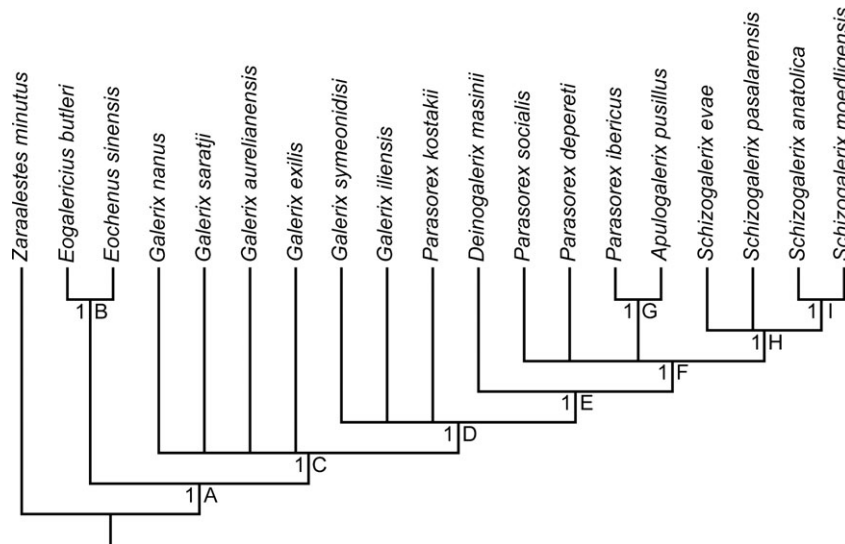 Zaraalestes minutus
Eogalericius butleri
Eochenus sinensis
Galerix nanus
Galerix saratji
Galerix aurelianensis
Galerix exilis
Galerix symeonidisi
Galerix iliensis
Parasorex kostakii
Deinogalerix masinii
Parasorex socialis
Parasorex depereti
Parasorex ibericus
Apulogalerix pusillus
Schizogalerix evae
Schizogalerix pasalarensis
Schizogalerix anatolica
Schizogalerix moedligensis
1 B
1 G
1 I
1 H
1 F
1 E
1 D
1 C
1 A